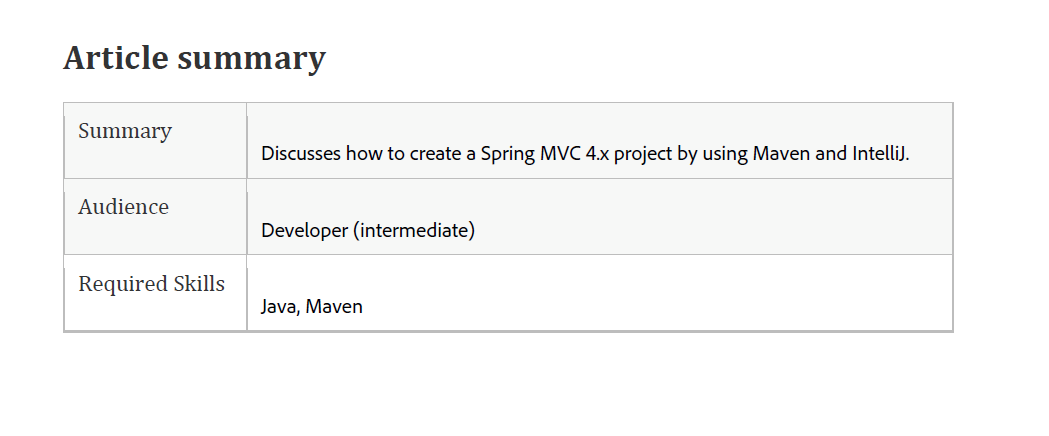 Article summary
Summary
Discusses how to create a Spring MVC 4.x project by using Maven and IntelliJ.
Audience
Developer (intermediate)
Required Skills
Java, Maven